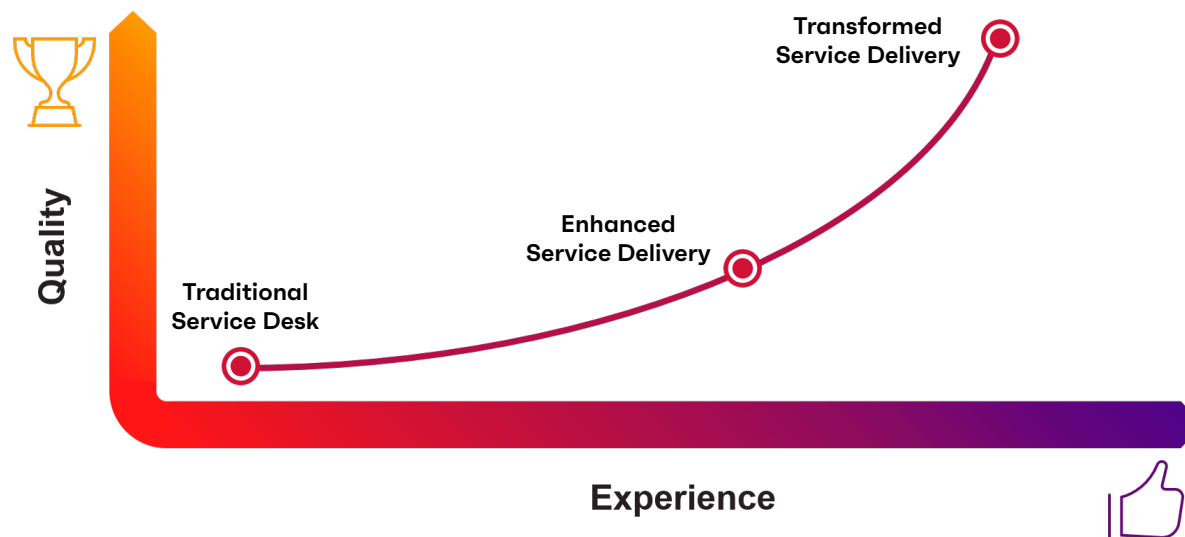 Transformed
Service Delivery
Enhanced
Service Delivery
Traditional
Service Desk
Quality
Experience